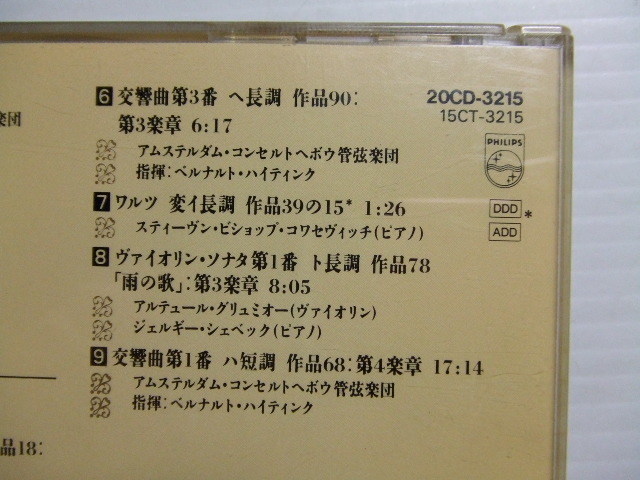 6 交響曲第3番 ヘ長調 作品90:
第3楽章 6:17
アムステルダム・コンセルトヘボウ管弦楽団
指揮:ベルナルト・ハイティンク
7 ワルツ 変イ長調 作品39の15* 1:26
スティーヴン・ビショップ・コワセヴィッチ(ピアノ)
8 ヴァイオリン・ソナタ第1番 ト長調 作品78
「雨の歌」:第3楽章 8:05
アルテュール・グリュミオー(ヴァイオリン)
ジェルギー・シェベック(ピアノ)
9 交響曲第1番 ハ短調 作品68:第4楽章 17:14
アムステルダム・コンセルトヘボウ管弦楽団
指揮:ベルナルト・ハイティンク
20CD-3215
15CT-3215
PHILIPS
DDD *
ADD
楽団
品18: